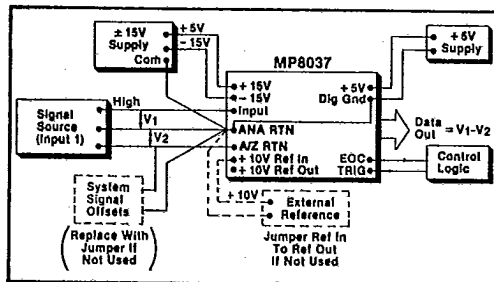 ± 15V
Supply
Com
+ 5V
- 15V
MP8037
+ 5V
Supply
+ 15V
- 15V
Input
ANA RTN
A/Z RTN
+ 10V Ref In
+ 10V Ref Out
+ 5V
Dig Gnd
EOC
TRIG
Data
Out = V1-V2
Control
Logic
Signal
Source
(Input 1)
High
V1
V2
System
Signal
Offsets
(Replace With
Jumper If
Not Used)
+ 10V
External
Reference
Jumper Ref In
To Ref Out
If Not Used